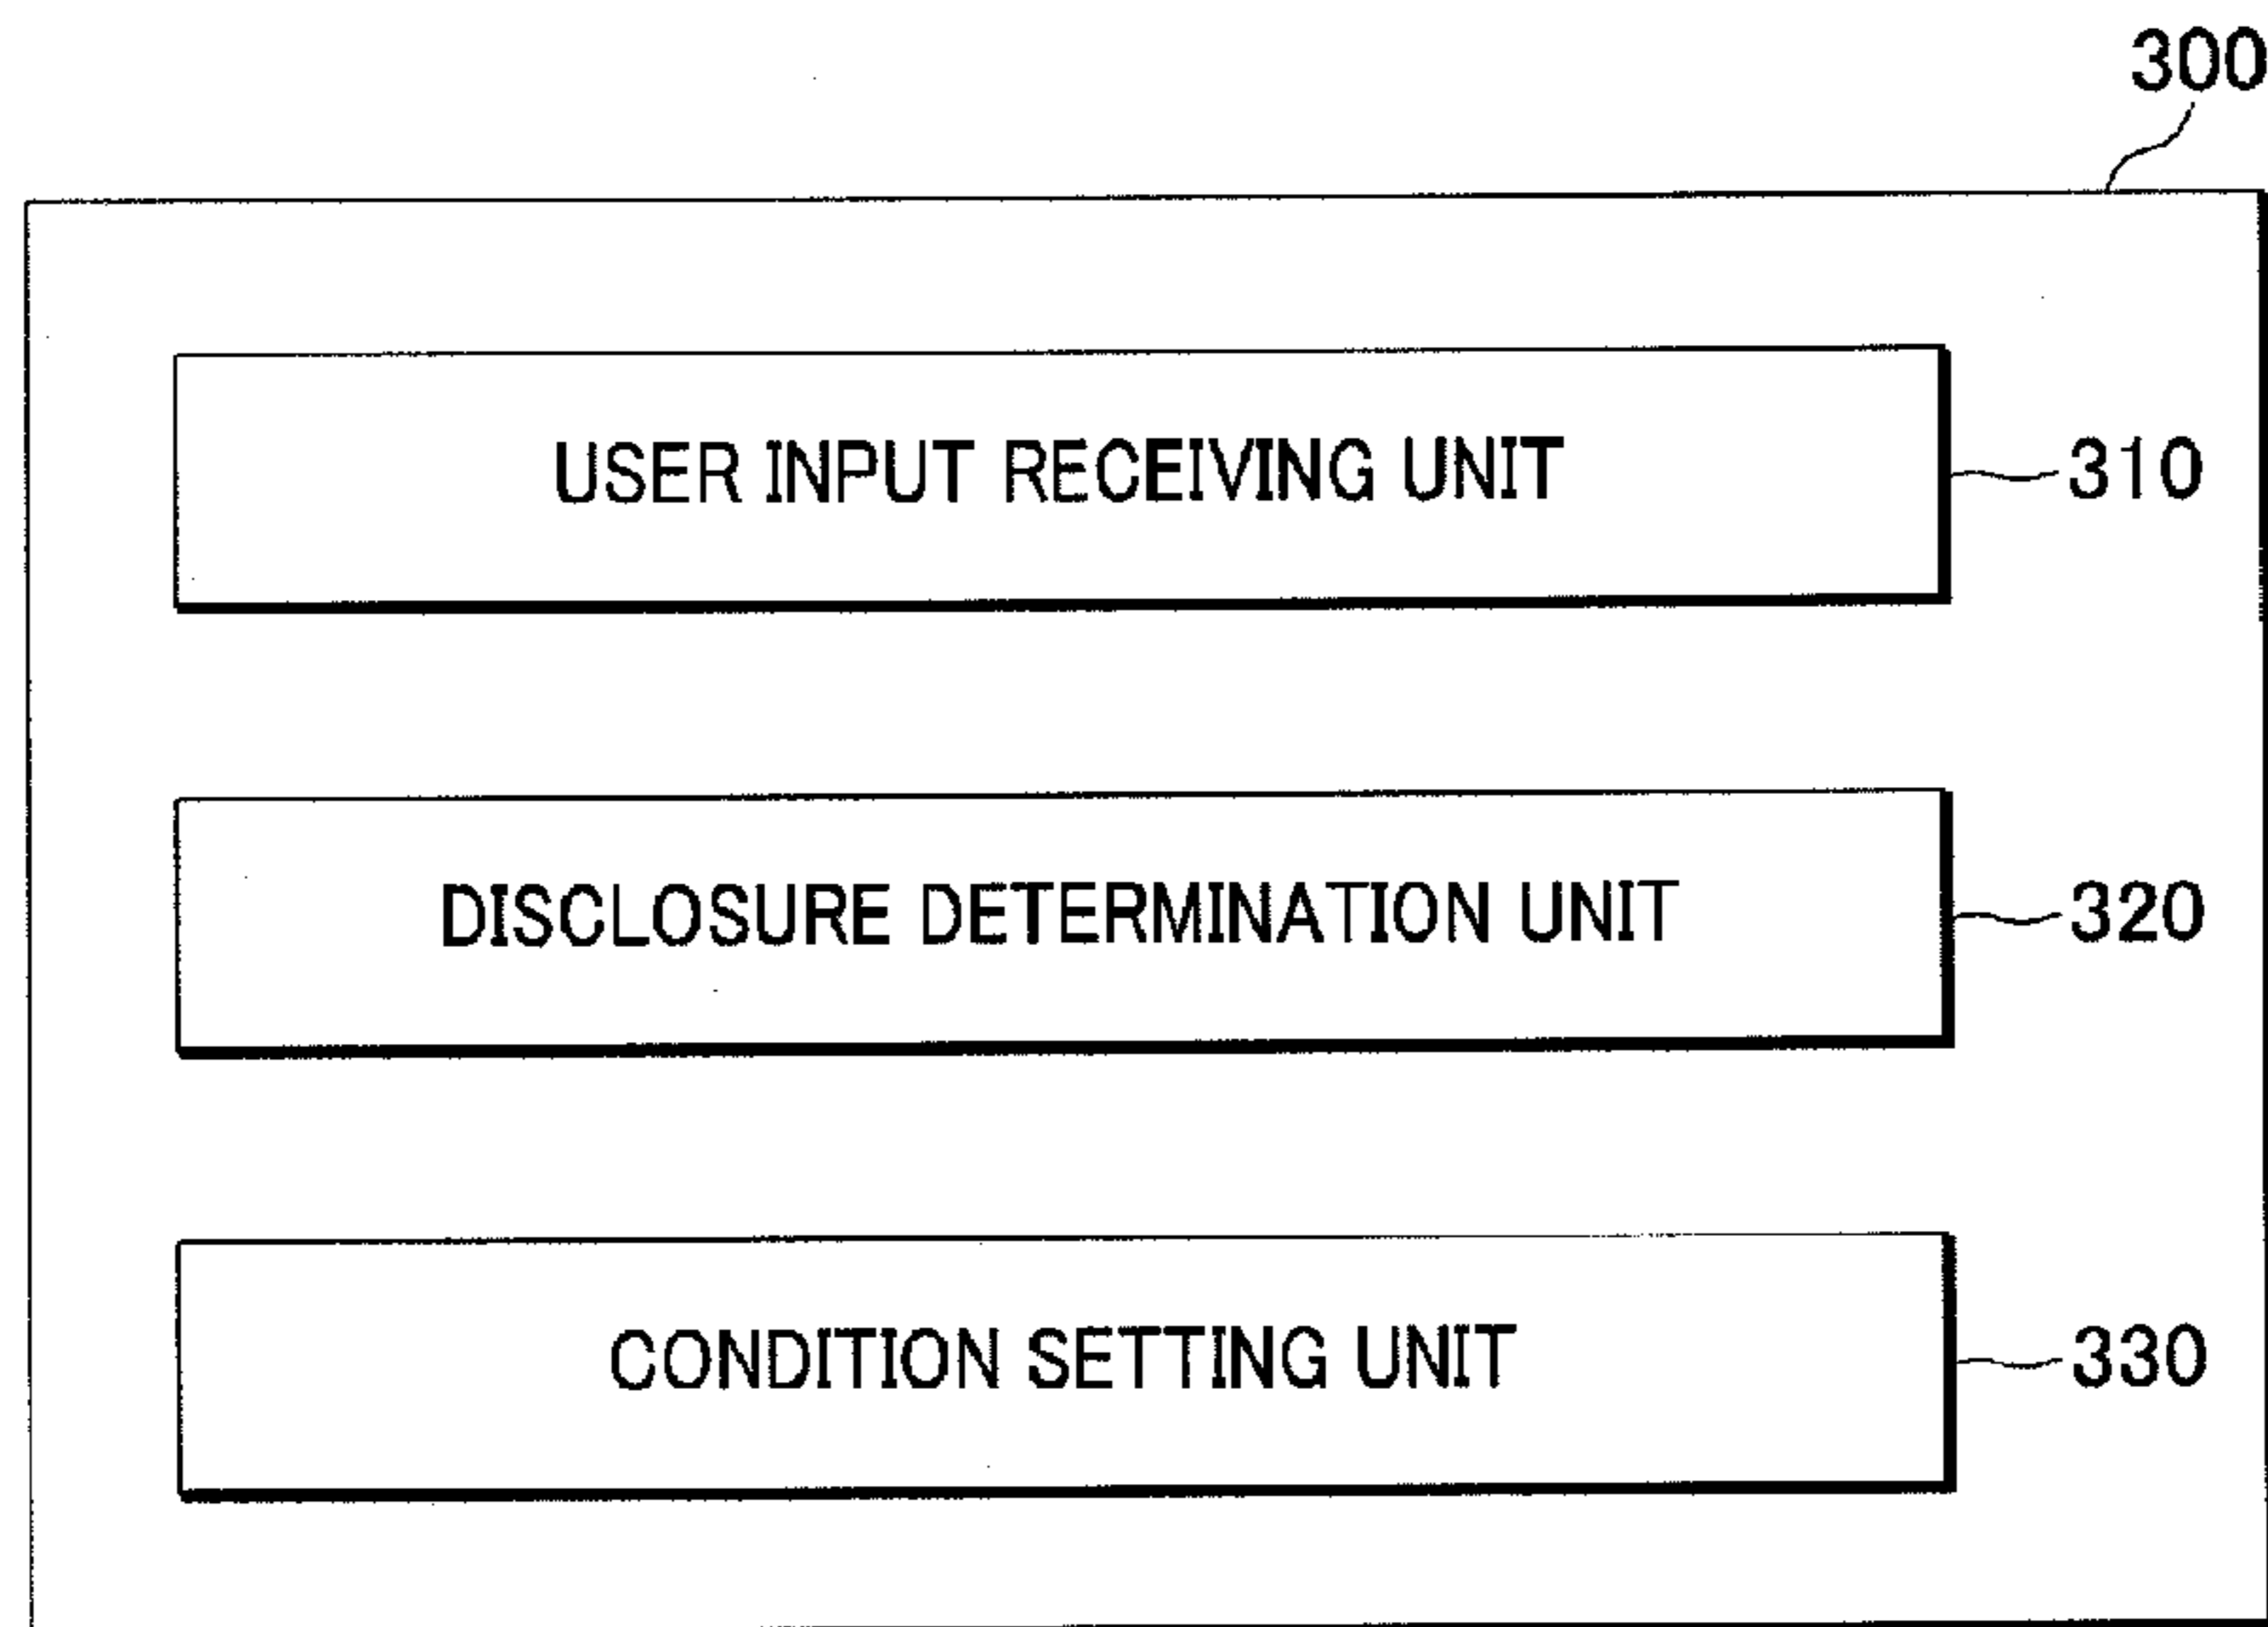 300
USER INPUT RECEIVING UNIT 310
DISCLOSURE DETERMINATION UNIT 320
CONDITION SETTING UNIT 330